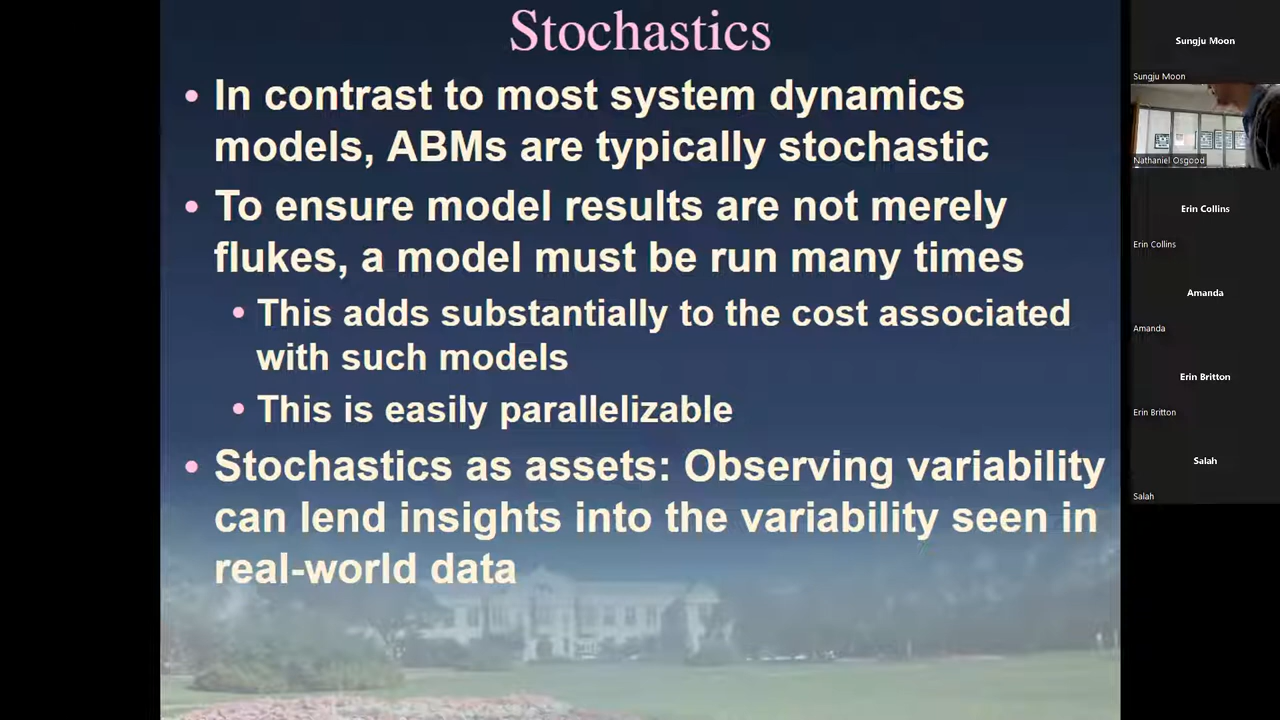 Stochastics
• In contrast to most system dynamics
models, ABMs are typically stochastic
• To ensure model results are not merely
flukes, a model must be run many times
• This adds substantially to the cost associated
with such models
• This is easily parallelizable
• Stochastics as assets: Observing variability
can lend insights into the variability seen in
real-world data
Sungju Moon
Sungju Moon
Nathaniel Osgood
Erin Collins
Erin Collins
Amanda
Amanda
Erin Britton
Erin Britton
Salah
Salah